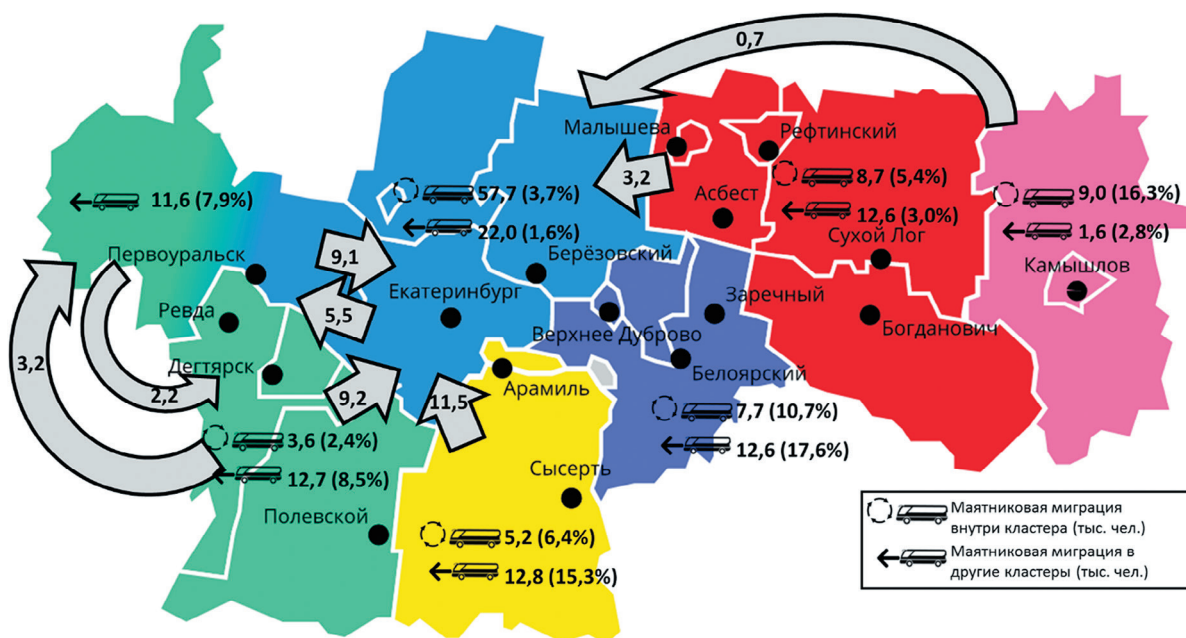 0,7
Малышева
Рефтинский
3,2
8,7 (5,4%)
57,7 (3,7%)
9,0 (16,3%)
11,6 (7,9%)
Асбест
12,6 (3,0%)
22,0 (1,6%)
1,6 (2,8%)
Сухой Лог
Первоуральск
9,1
Берёзовский
Камышлов
Екатеринбург
Заречный
Ревда
5,5
Верхнее Дуброво
Богданович
3,2
Дегтярск
Белоярский
2,2
9,2
11,5
Арамиль
7,7 (10,7%)
3,6 (2,4%)
12,6 (17,6%)
12,7 (8,5%)
Сысерть
Полевской
5,2 (6,4%)
12,8 (15,3%)
Маятниковая миграция
внутри кластера (тыс. чел.)
Маятниковая миграция в
другие кластеры (тыс. чел.)